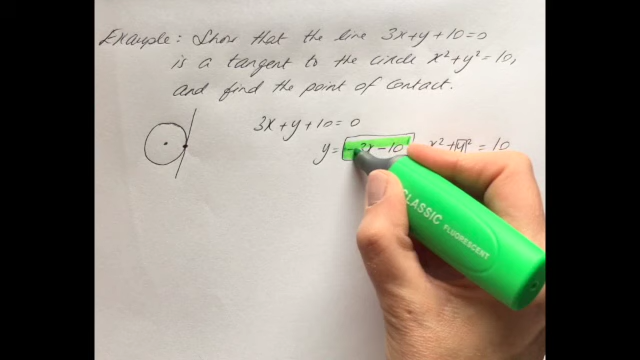 Example: Show that the line 3x+y+10=0
is a tangent to the circle x²+y²=10,
and find the point of contact.
3x+y+10=0
y=-3x-10 x²+y²=10
CLASSIC
FLUORESCENT